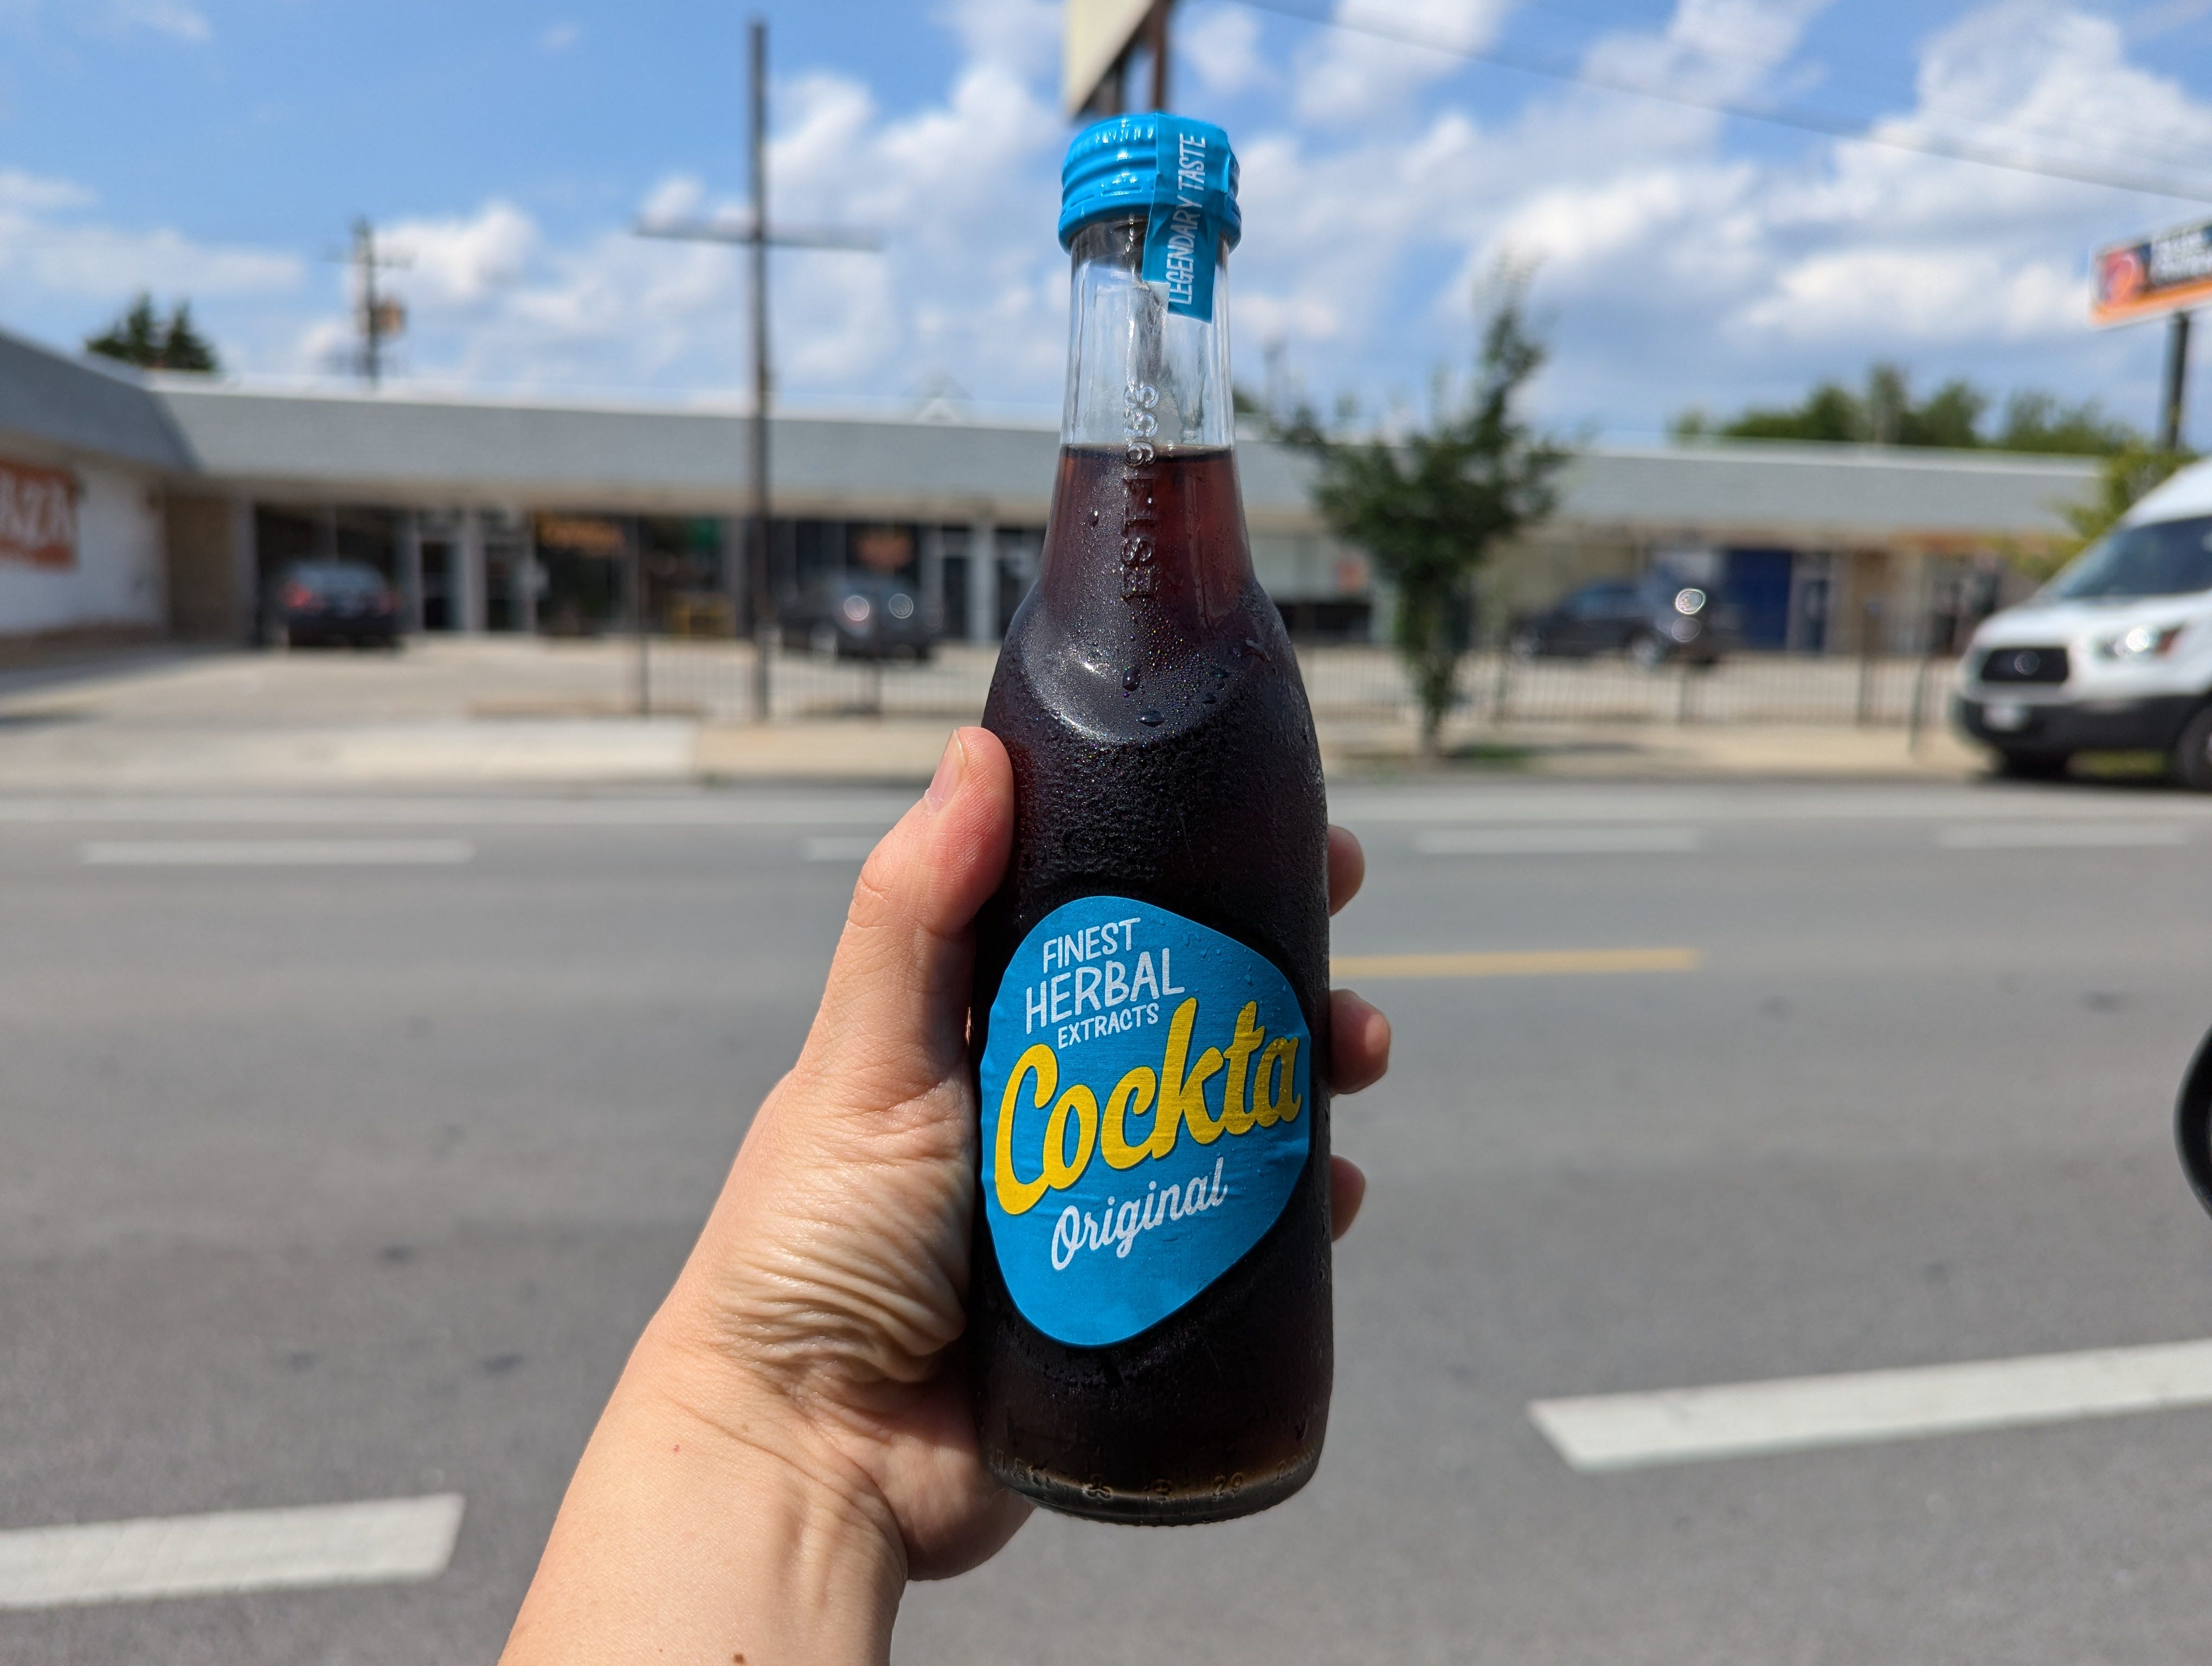 LEGENDARY TASTE
EST. 1953
FINEST
HERBAL
EXTRACTS
Cockta
Original